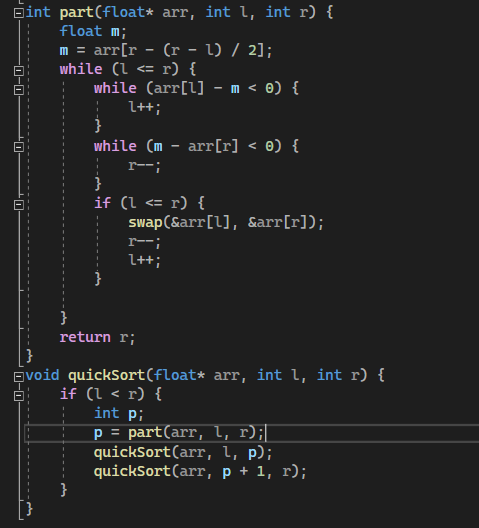 int part(float* arr, int l, int r) {
    float m;
    m = arr[r - (r - l) / 2];
    while (l <= r) {
        while (arr[l] - m < 0) {
            l++;
        }
        while (m - arr[r] < 0) {
            r--;
        }
        if (l <= r) {
            swap(&arr[l], &arr[r]);
            r--;
            l++;
        }

    }
    return r;
}
void quickSort(float* arr, int l, int r) {
    if (l < r) {
        int p;
        p = part(arr, l, r);
        quickSort(arr, l, p);
        quickSort(arr, p + 1, r);
    }
}